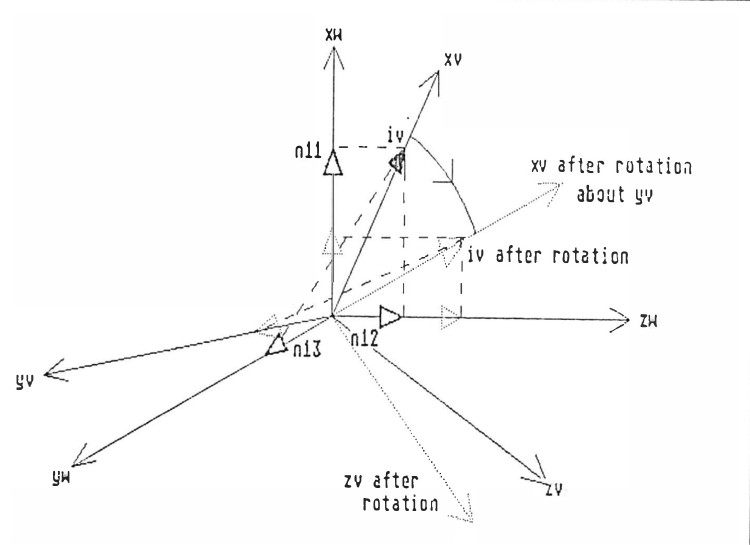 xw
xv
iv
n11
xv after rotation
about yv
iv after rotation
zw
n12
n13
yv
yw
zv after
rotation
zv